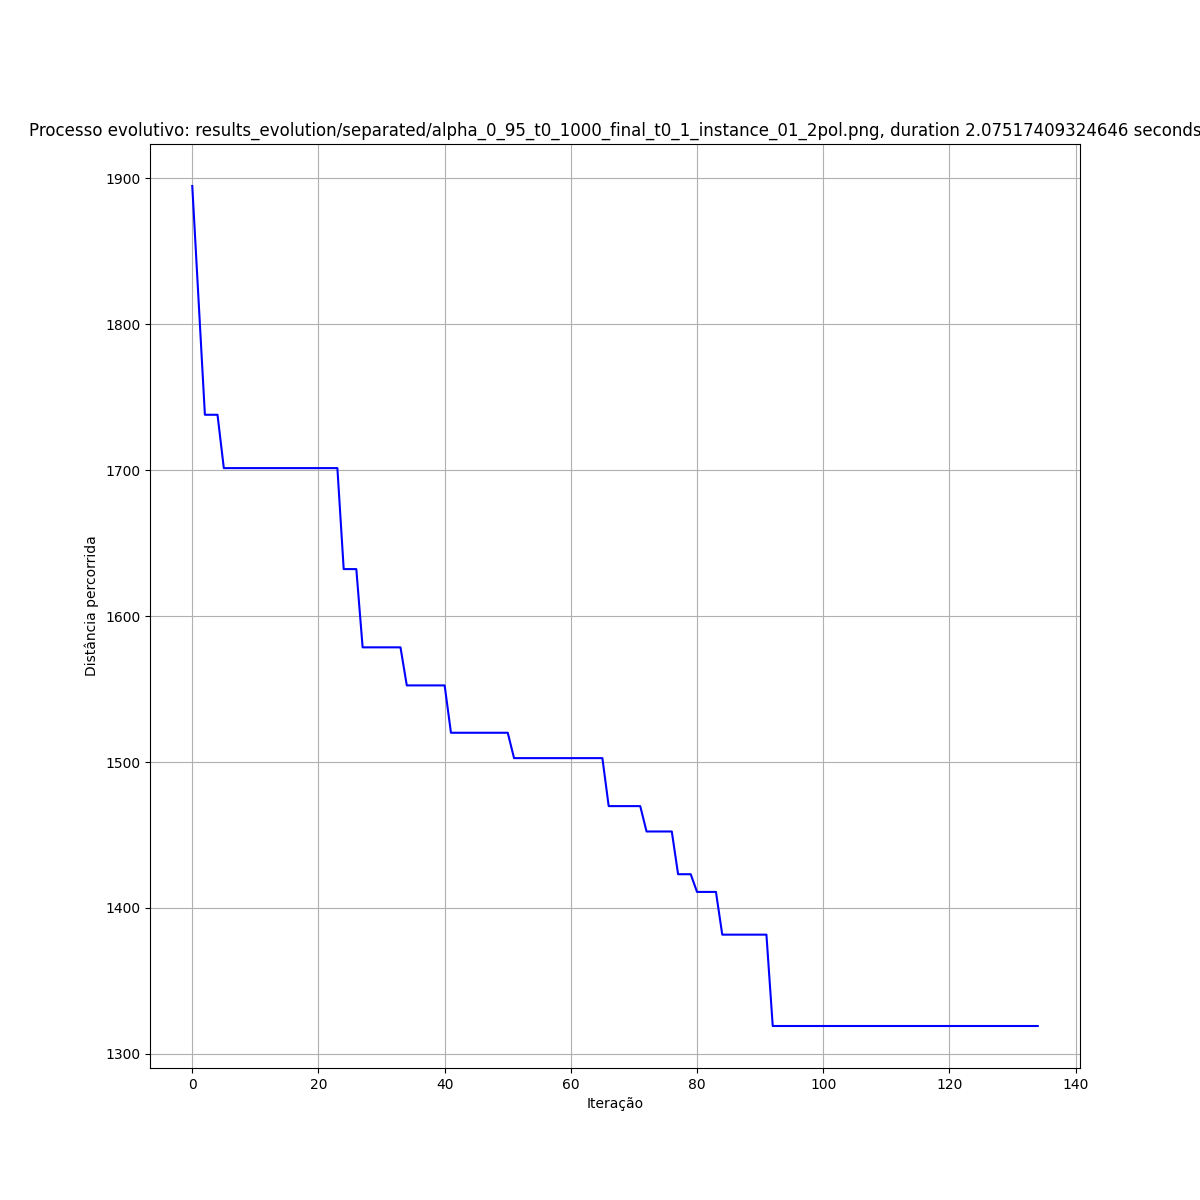 Processo evolutivo: results_evolution/separated/alpha_0_95_t0_1000_final_t0_1_instance_01_2pol.png, duration 2.07517409324646 seconds
1900
1800
1700
1600
1500
1400
1300
Distância percorrida
0 20 40 60 80 100 120 140
Iteração